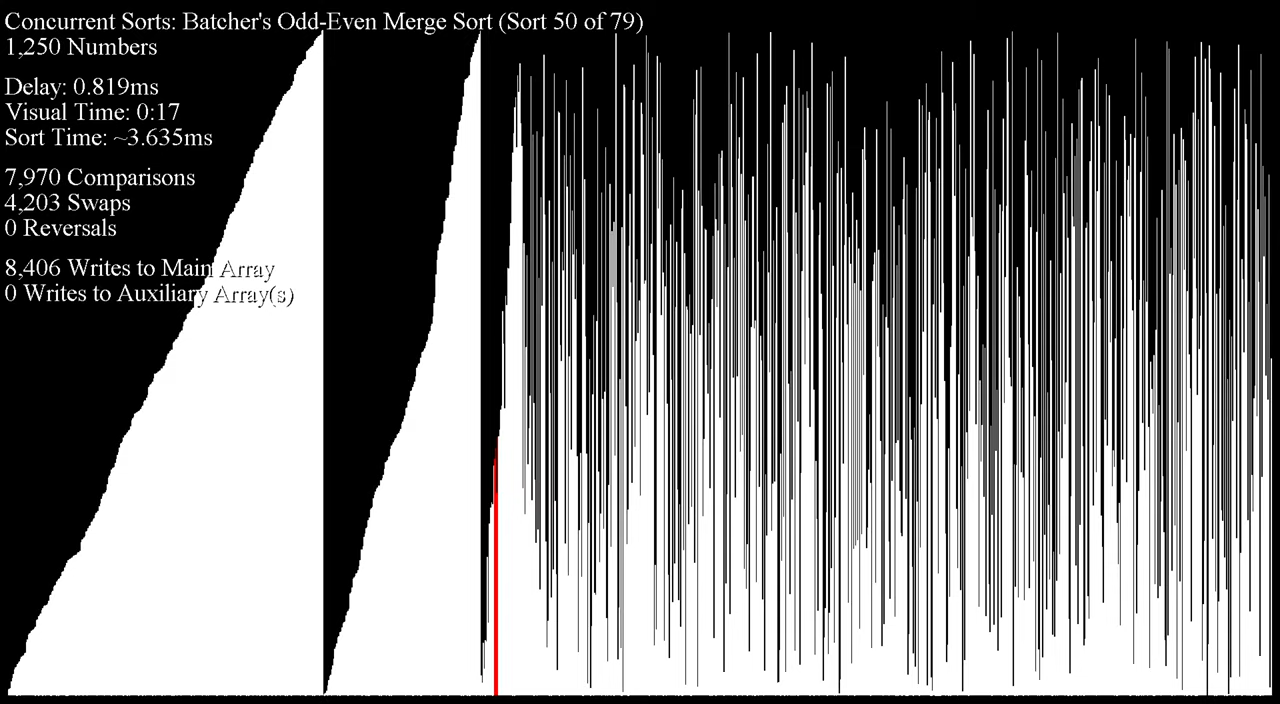 Concurrent Sorts: Batcher's Odd-Even Merge Sort (Sort 50 of 79)
1,250 Numbers
Delay: 0.819ms
Visual Time: 0:17
Sort Time: ~3.635ms
7,970 Comparisons
4,203 Swaps
0 Reversals
8,406 Writes to Main Array
0 Writes to Auxiliary Array(s)